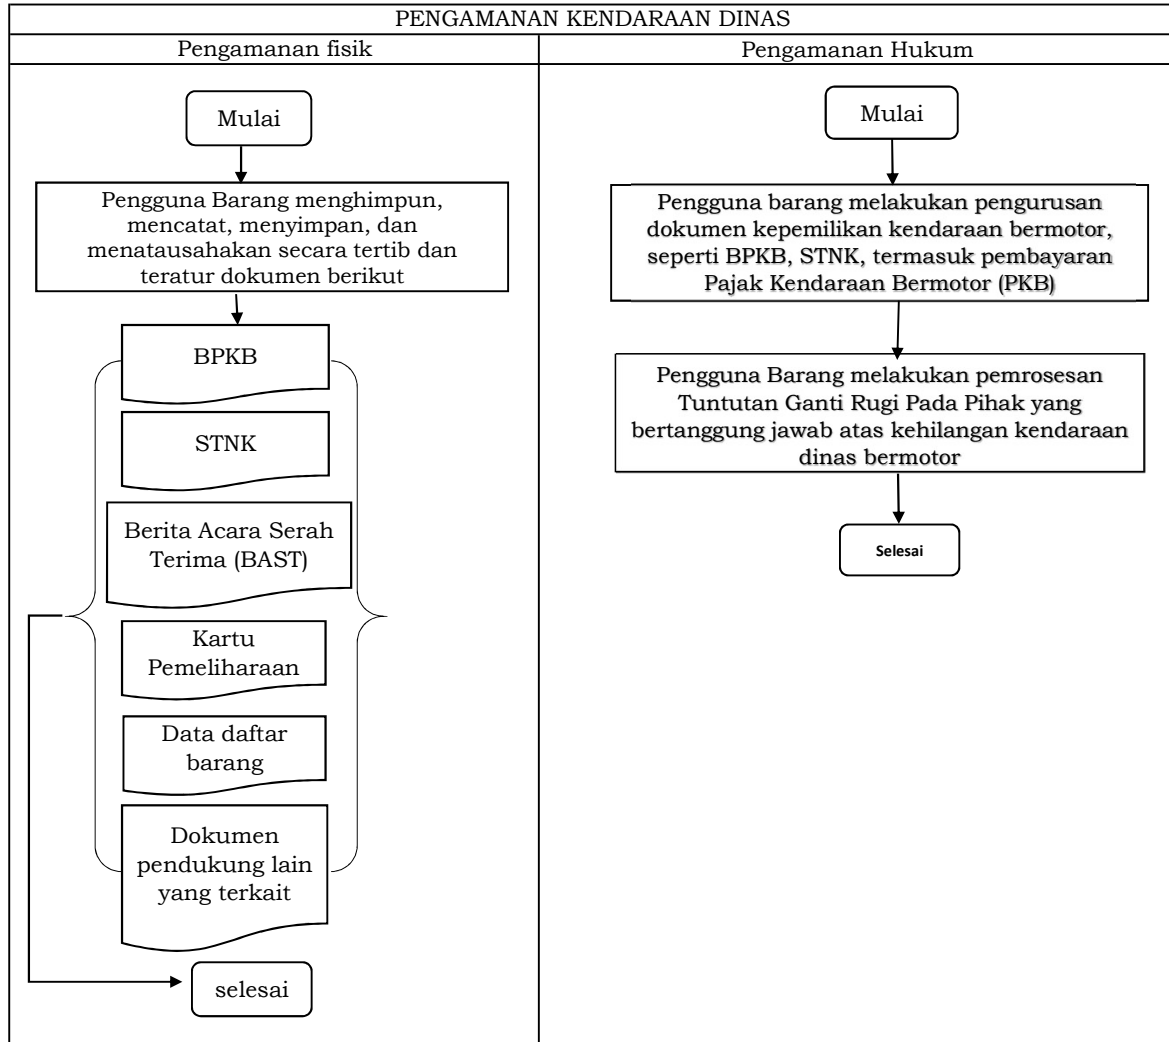 PENGAMANAN KENDARAAN DINAS
Pengamanan fisik
Mulai
Pengguna Barang menghimpun,
mencatat, menyimpan, dan
menatausahakan secara tertib dan
teratur dokumen berikut
BPKB
STNK
Berita Acara Serah
Terima (BAST)
Kartu
Pemeliharaan
Data daftar
barang
Dokumen
pendukung lain
yang terkait
selesai
Pengamanan Hukum
Mulai
Pengguna barang melakukan pengurusan
dokumen kepemilikan kendaraan bermotor,
seperti BPKB, STNK, termasuk pembayaran
Pajak Kendaraan Bermotor (PKB)
Pengguna Barang melakukan pemrosesan
Tuntutan Ganti Rugi Pada Pihak yang
bertanggung jawab atas kehilangan kendaraan
dinas bermotor
Selesai